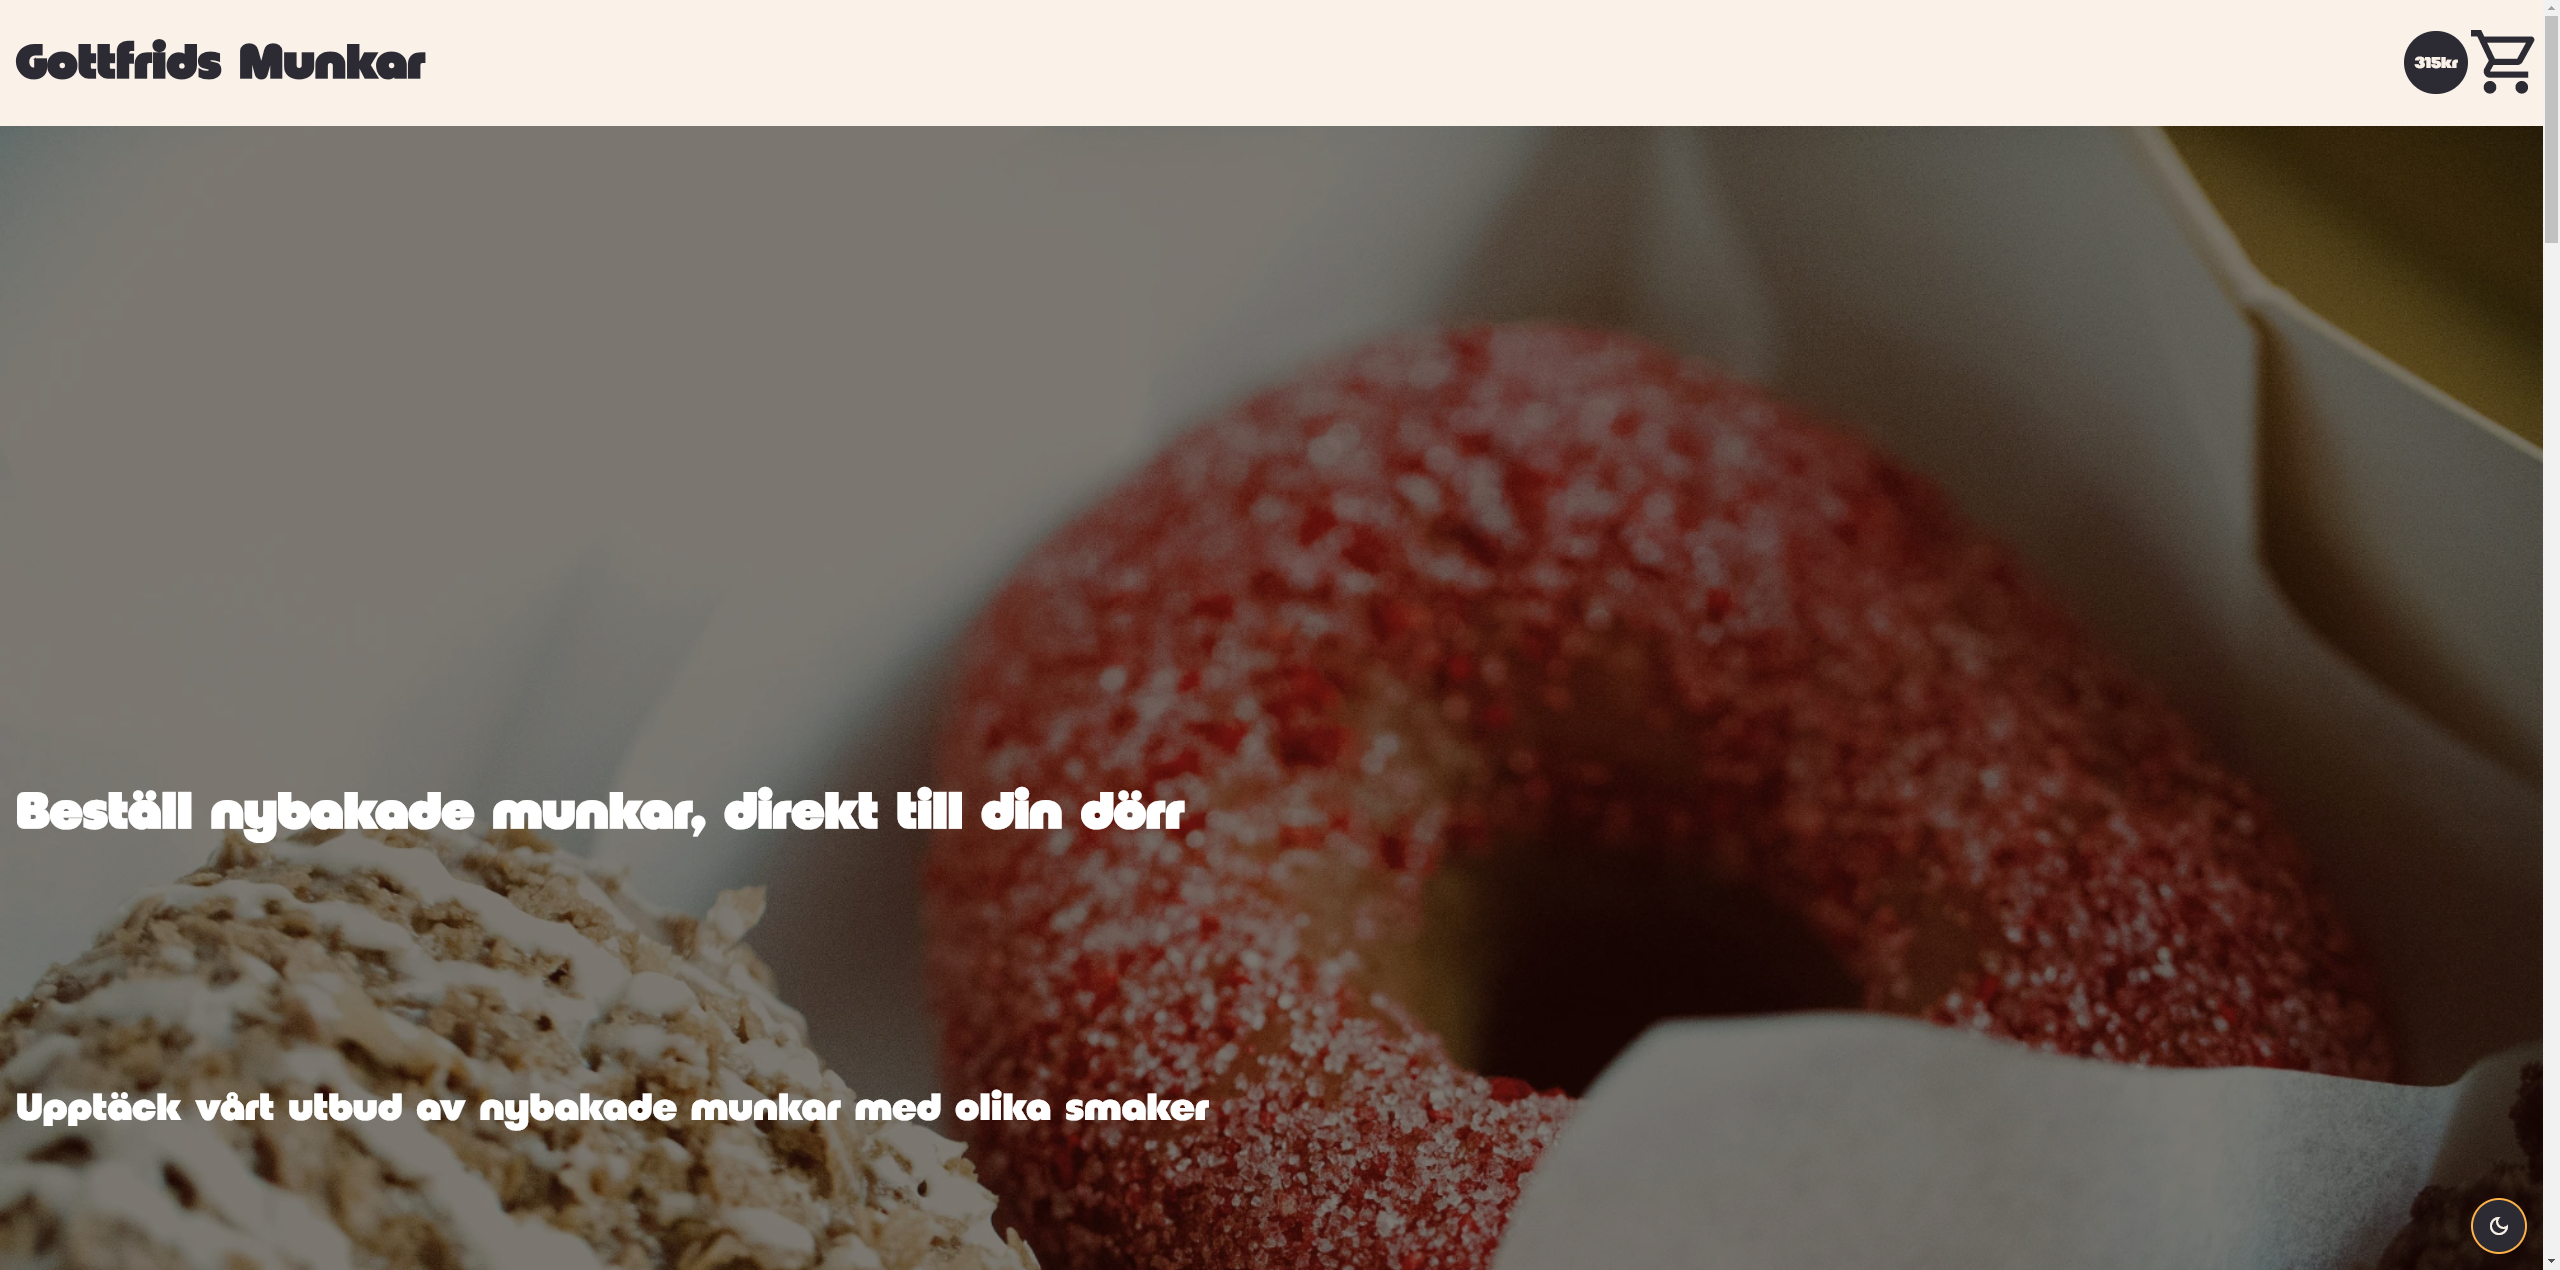 Gottfrids Munkar
315kr
Beställ nybakade munkar, direkt till din dörr
Upptäck vårt utbud av nybakade munkar med olika smaker